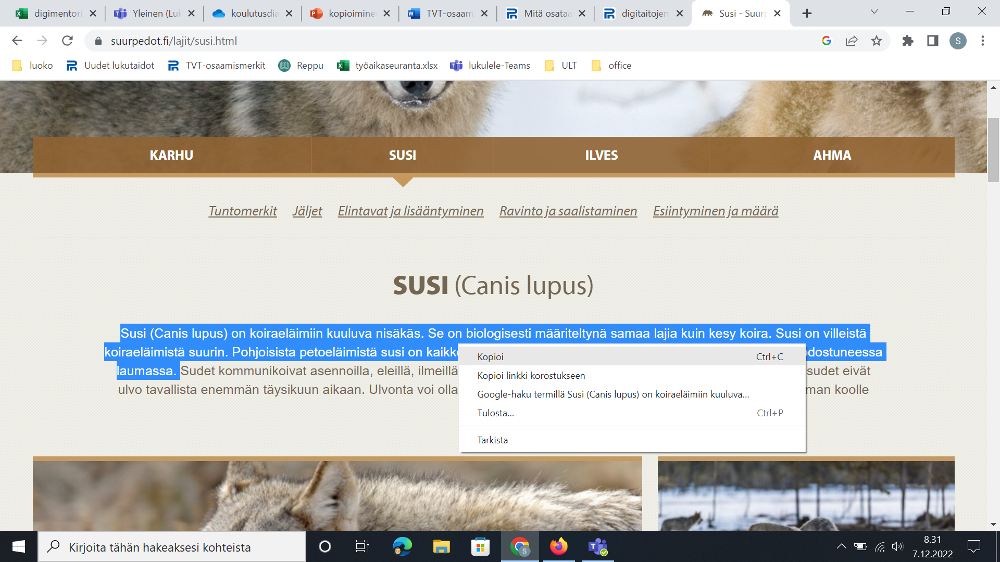 digimentori
Yleinen (Luk
koulutusdia
kopioimine
TVT-osaami
Mitä osataa
digitaitojen
Susi - Suurp
suurpedot.fi/lajit/susi.html
S
luoko
Uudet lukutaidot
TVT-osaamismerkit
Reppu
työaikaseuranta.xlsx
lukulele-Teams
ULT
office
KARHU
SUSI
ILVES
AHMA
Tuntomerkit
Jäljet
Elintavat ja lisääntyminen
Ravinto ja saalistaminen
Esiintyminen ja määrä
SUSI (Canis lupus)
Susi (Canis lupus) on koiraeläimiin kuuluva nisäkäs. Se on biologisesti määriteltynä samaa lajia kuin kesy koira. Susi on villeistä
koiraeläimistä suurin. Pohjoisista petoeläimistä susi on kaikk odostuneessa
laumassa. Sudet kommunikoivat asennoilla, eleillä, ilmeillä sudet eivät
ulvo tavallista enemmän täysikuun aikaan. Ulvonta voi olla man koolle
Kopioi Ctrl+C
Kopioi linkki korostukseen
Google-haku termillä Susi (Canis lupus) on koiraeläimiin kuuluva...
Tulosta... Ctrl+P
Tarkista
Kirjoita tähän hakeaksesi kohteista
S
8.31
7.12.2022